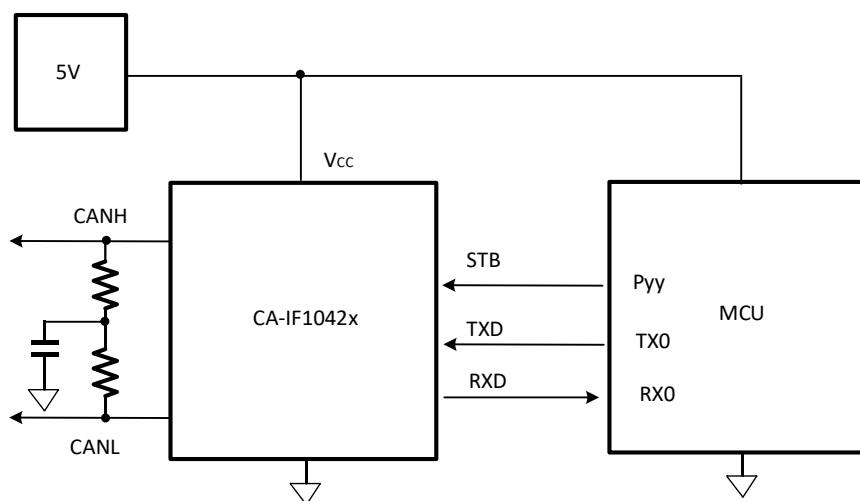 5V
VCC
CANH
STB
Pyy
CA-IF1042x
MCU
TXD
TX0
RXD
RX0
CANL